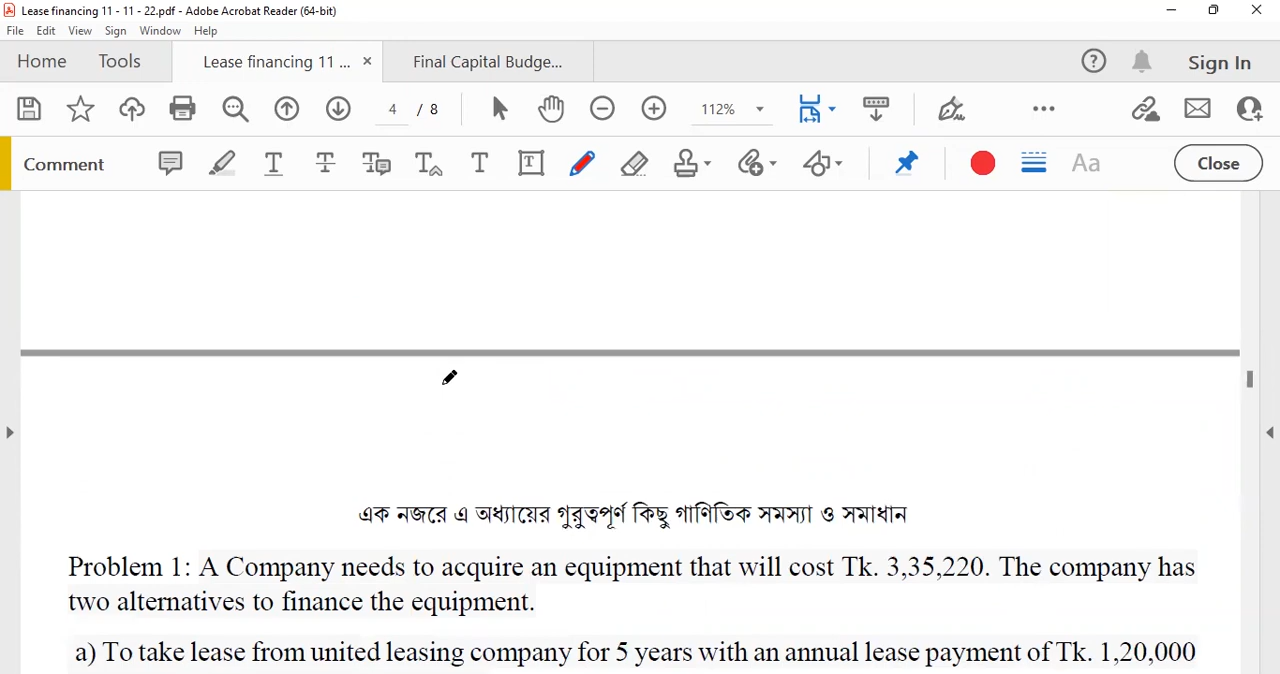 Lease financing 11 - 11 - 22.pdf - Adobe Acrobat Reader (64-bit)
File Edit View Sign Window Help
Home Tools Lease financing 11 ... × Final Capital Budge... Sign In
4 / 8 112%
Comment Close
এক নজরে এ অধ্যায়ের গুরুত্বপূর্ণ কিছু গাণিতিক সমস্যা ও সমাধান
Problem 1: A Company needs to acquire an equipment that will cost Tk. 3,35,220. The company has
two alternatives to finance the equipment.
a) To take lease from united leasing company for 5 years with an annual lease payment of Tk. 1,20,000